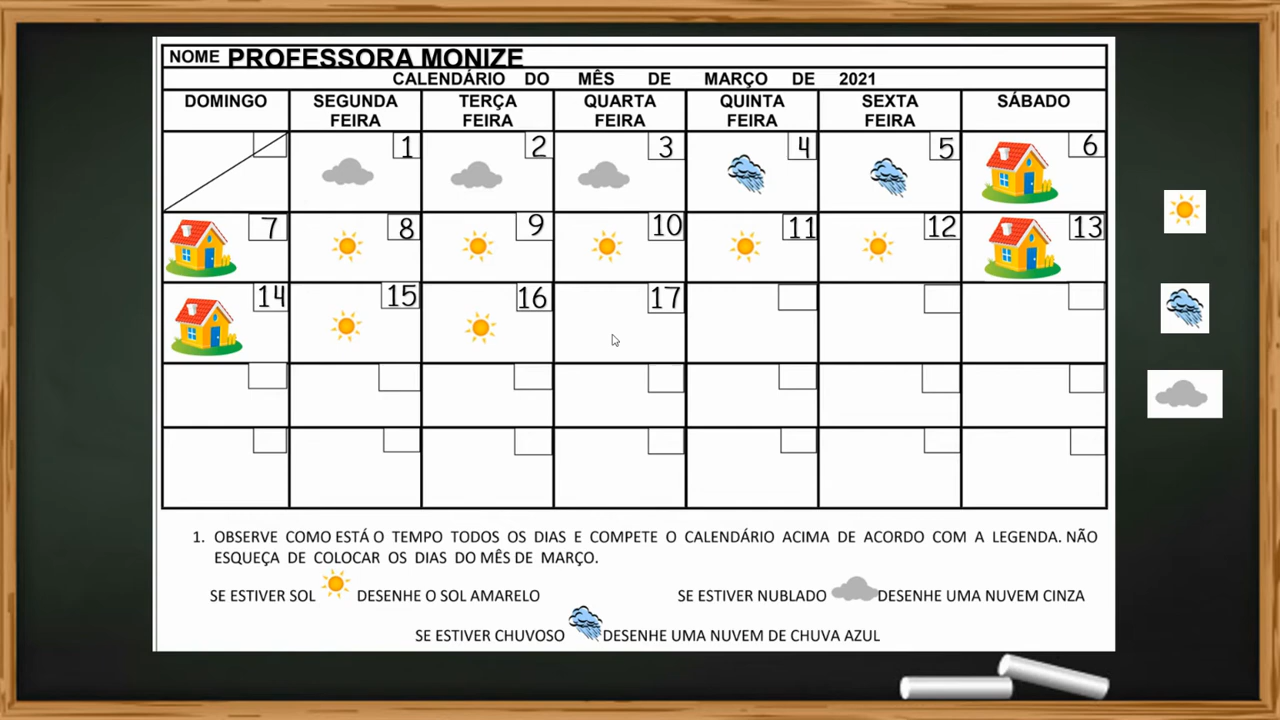 NOME PROFESSORA MONIZE
CALENDÁRIO DO MÊS DE MARÇO DE 2021
DOMINGO SEGUNDA FEIRA TERÇA FEIRA QUARTA FEIRA QUINTA FEIRA SEXTA FEIRA SÁBADO
1 2 3 4 5 6
7 8 9 10 11 12 13
14 15 16 17
1. OBSERVE COMO ESTÁ O TEMPO TODOS OS DIAS E COMPETE O CALENDÁRIO ACIMA DE ACORDO COM A LEGENDA. NÃO
ESQUEÇA DE COLOCAR OS DIAS DO MÊS DE MARÇO.
SE ESTIVER SOL DESENHE O SOL AMARELO SE ESTIVER NUBLADO DESENHE UMA NUVEM CINZA
SE ESTIVER CHUVOSO DESENHE UMA NUVEM DE CHUVA AZUL